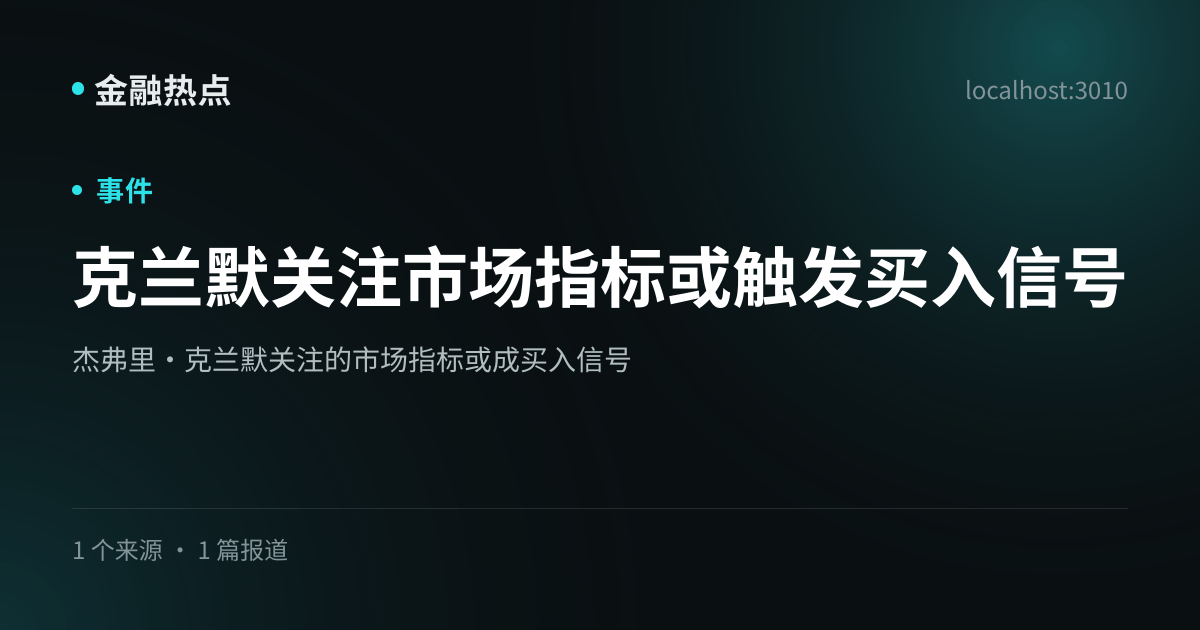 金融热点
localhost:3010
事件
克兰默关注市场指标或触发买入信号
杰弗里·克兰默关注的市场指标或成买入信号
1 个来源 · 1 篇报道